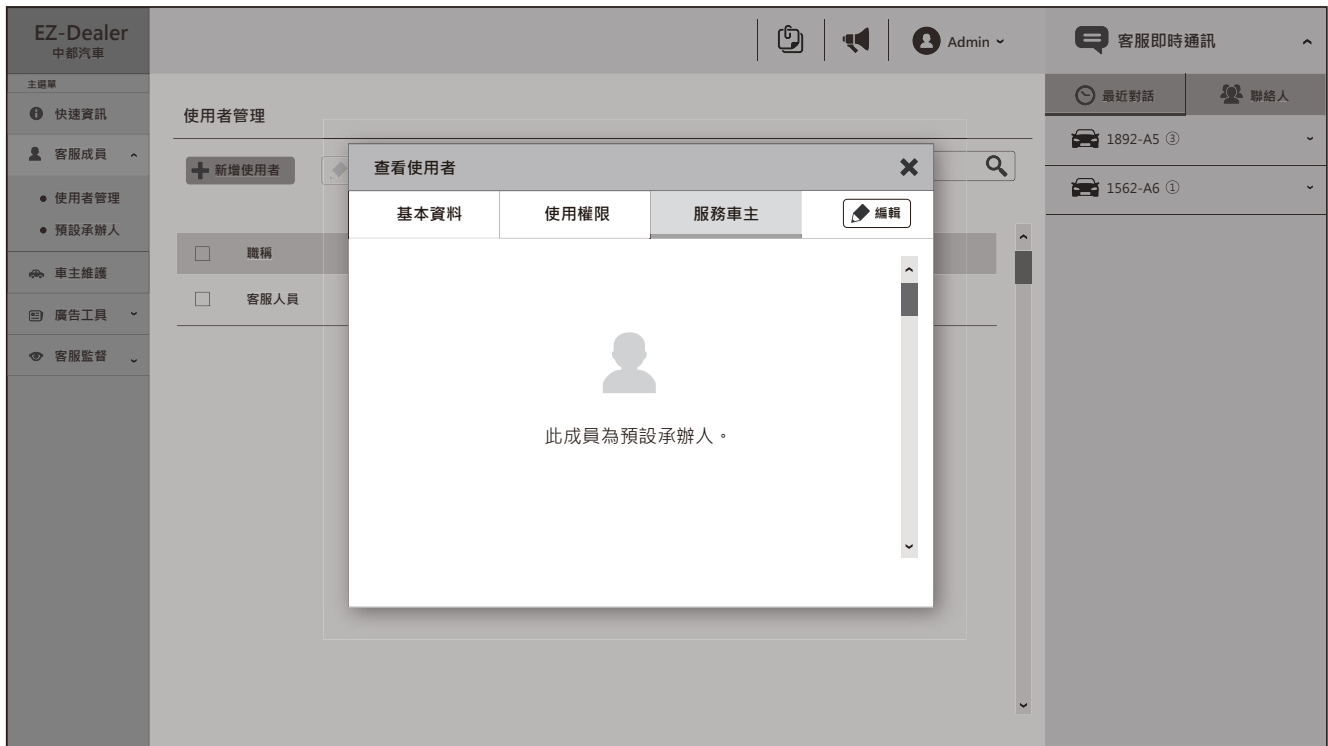 EZ-Dealer
中都汽車
主選單
快速資訊
客服成員
使用者管理
預設承辦人
車主維護
廣告工具
客服監督
Admin
使用者管理
新增使用者
職稱
客服人員
查看使用者
基本資料
使用權限
服務車主
編輯
此成員為預設承辦人。
客服即時通訊
最近對話
聯絡人
1892-A5 ③
1562-A6 ①